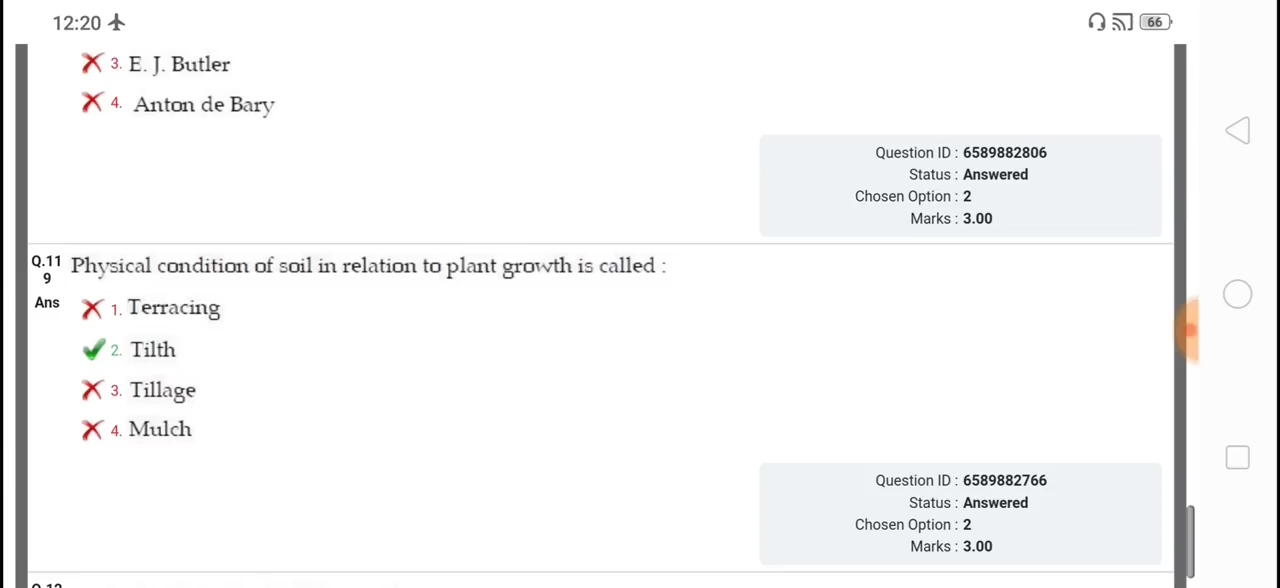 12:20
66
3. E. J. Butler
4. Anton de Bary
Question ID : 6589882806
Status : Answered
Chosen Option : 2
Marks : 3.00
Q.11
9
Physical condition of soil in relation to plant growth is called :
Ans
1. Terracing
2. Tilth
3. Tillage
4. Mulch
Question ID : 6589882766
Status : Answered
Chosen Option : 2
Marks : 3.00